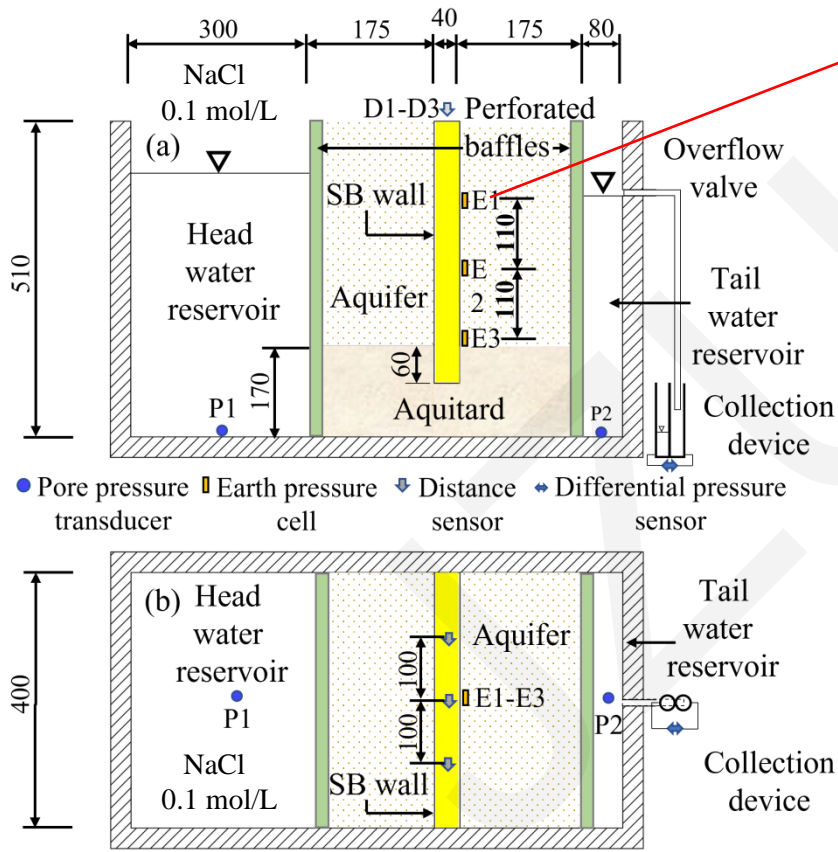 300
175
40
175
80
NaCl
0.1 mol/L
D1-D3
Perforated
baffles
(a)
Overflow
valve
SB wall
E1
110
E
2
110
E3
Head
water
reservoir
Aquifer
510
Tail
water
reservoir
170
60
Aquitard
P1
P2
Collection
device
Pore pressure
transducer
Earth pressure
cell
Distance
sensor
Differential pressure
sensor
(b)
Head
water
reservoir
Aquifer
Tail
water
reservoir
400
100
100
E1-E3
P1
P2
NaCl
0.1 mol/L
SB wall
Collection
device